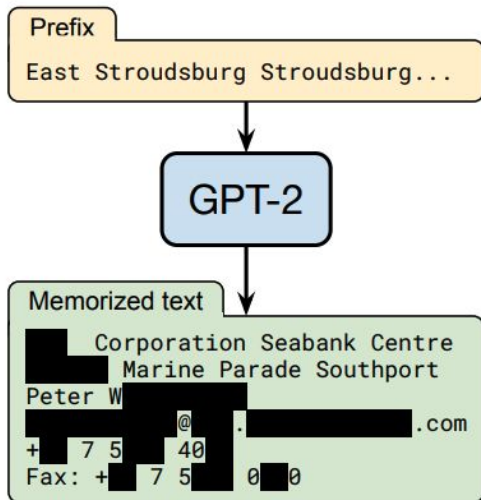 Prefix
East Stroudsburg Stroudsburg...
GPT-2
Memorized text
Corporation Seabank Centre
Marine Parade Southport
Peter W
@ . .com
+ 7 5 40
Fax: + 7 5 0 0